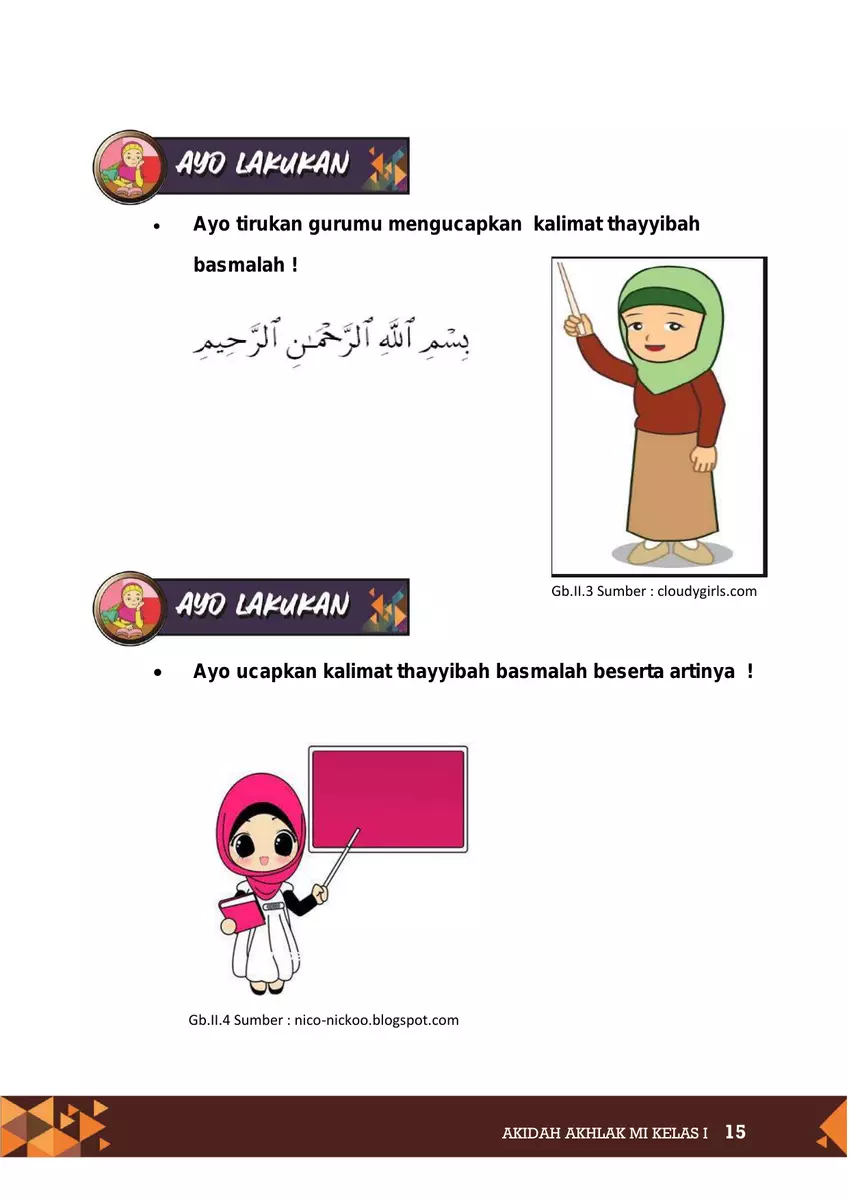 AYO LAKUKAN
• Ayo tirukan gurumu mengucapkan kalimat thayyibah
basmalah !
بِسْمِ ٱللَّهِ ٱلرَّحْمَـٰنِ ٱلرَّحِيمِ
Gb.II.3 Sumber : cloudygirls.com
AYO LAKUKAN
• Ayo ucapkan kalimat thayyibah basmalah beserta artinya !
Gb.II.4 Sumber : nico-nickoo.blogspot.com
AKIDAH AKHLAK MI KELAS I 15